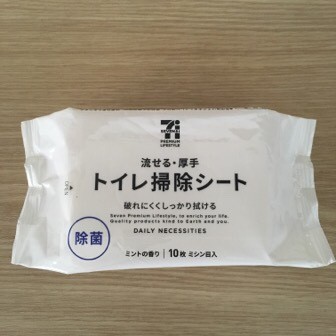 SEVEN&i
PREMIUM
LIFESTYLE
流せる・厚手
トイレ掃除シート
破れにくくしっかり拭ける
Seven Premium Lifestyle, to enrich your life.
Quality products kind to Earth and you.
DAILY NECESSITIES
除菌
ミントの香り | 10枚 ミシン目入